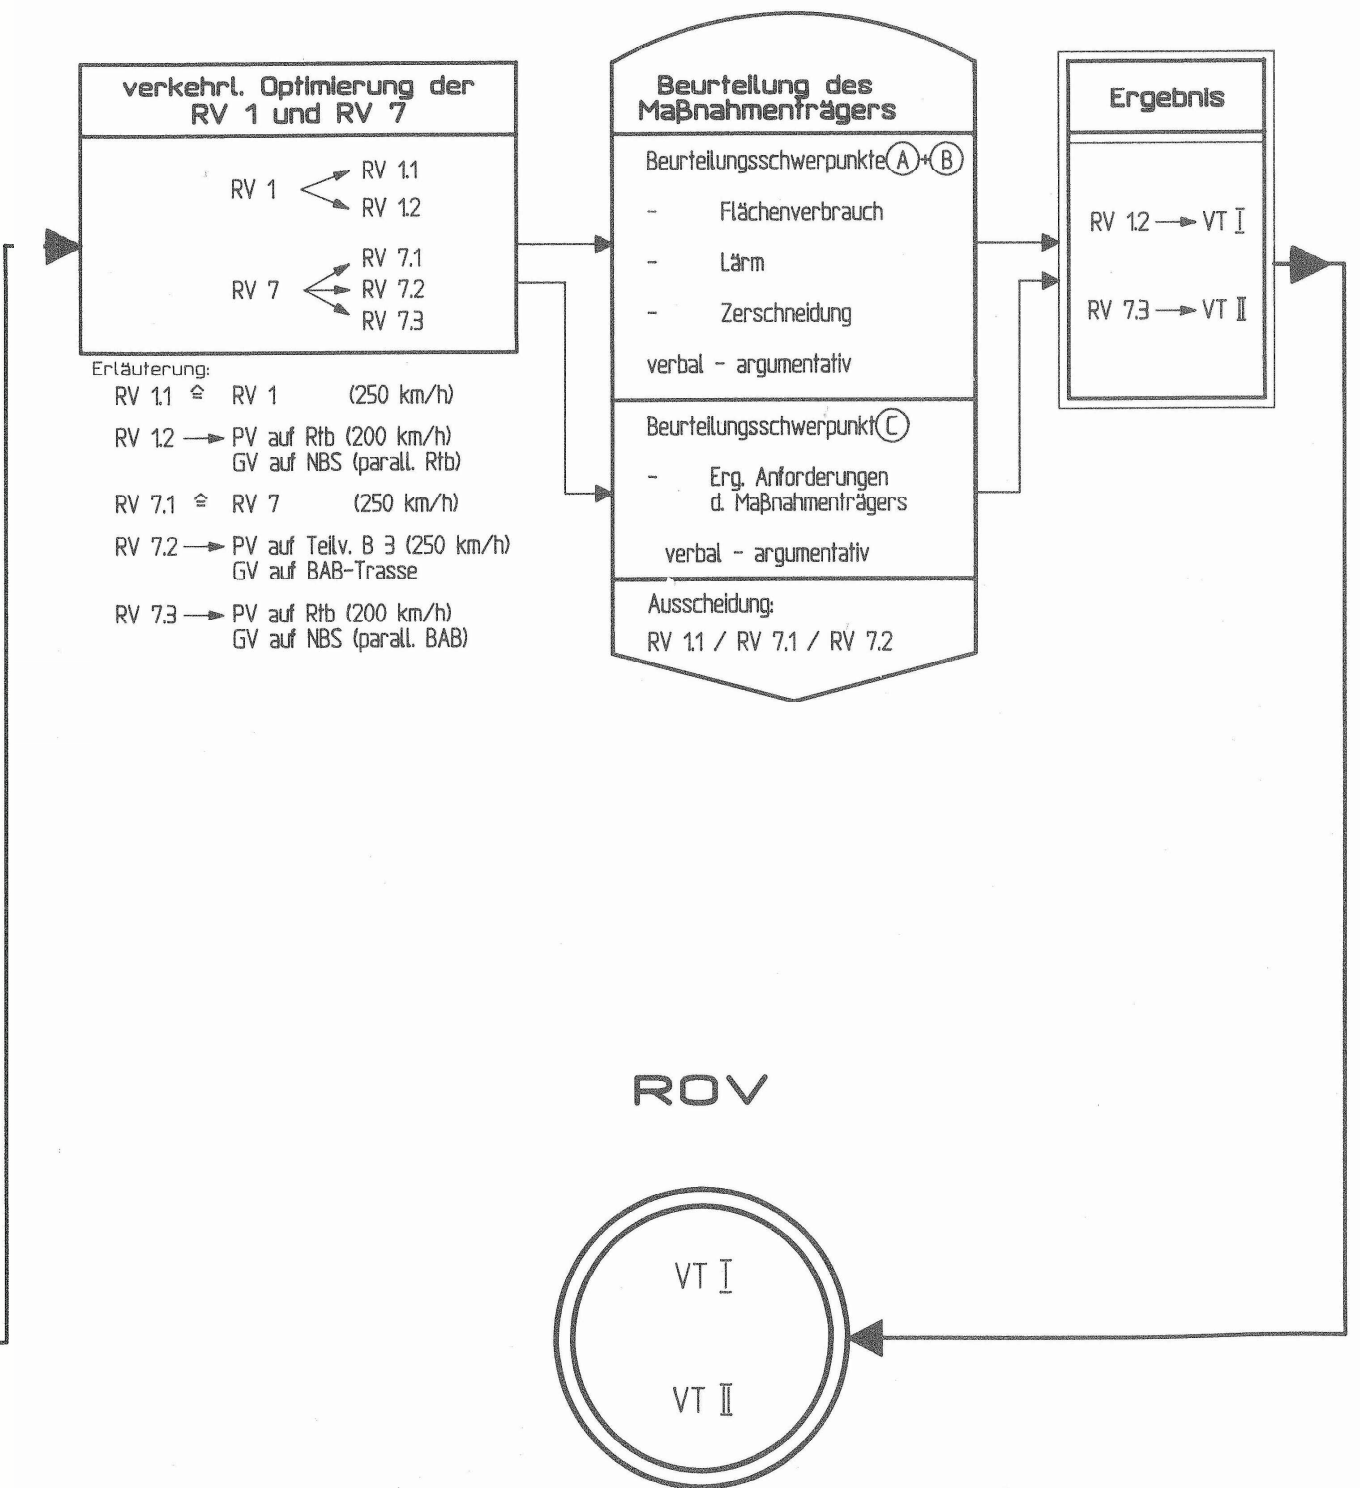 verkehrl. Optimierung der
RV 1 und RV 7
RV 1
RV 1.1
RV 1.2
RV 7
RV 7.1
RV 7.2
RV 7.3
Erläuterung:
RV 1.1 ≙ RV 1 (250 km/h)
RV 1.2 → PV auf Rtb (200 km/h)
GV auf NBS (parall. Rtb)
RV 7.1 ≙ RV 7 (250 km/h)
RV 7.2 → PV auf Teilv. B 3 (250 km/h)
GV auf BAB-Trasse
RV 7.3 → PV auf Rtb (200 km/h)
GV auf NBS (parall. BAB)
Beurteilung des
Maßnahmenträgers
Beurteilungsschwerpunkte A + B
- Flächenverbrauch
- Lärm
- Zerschneidung
verbal - argumentativ
Beurteilungsschwerpunkt C
- Erg. Anforderungen
d. Maßnahmenträgers
verbal - argumentativ
Ausscheidung:
RV 1.1 / RV 7.1 / RV 7.2
Ergebnis
RV 1.2 → VT I
RV 7.3 → VT II
ROV
VT I
VT II